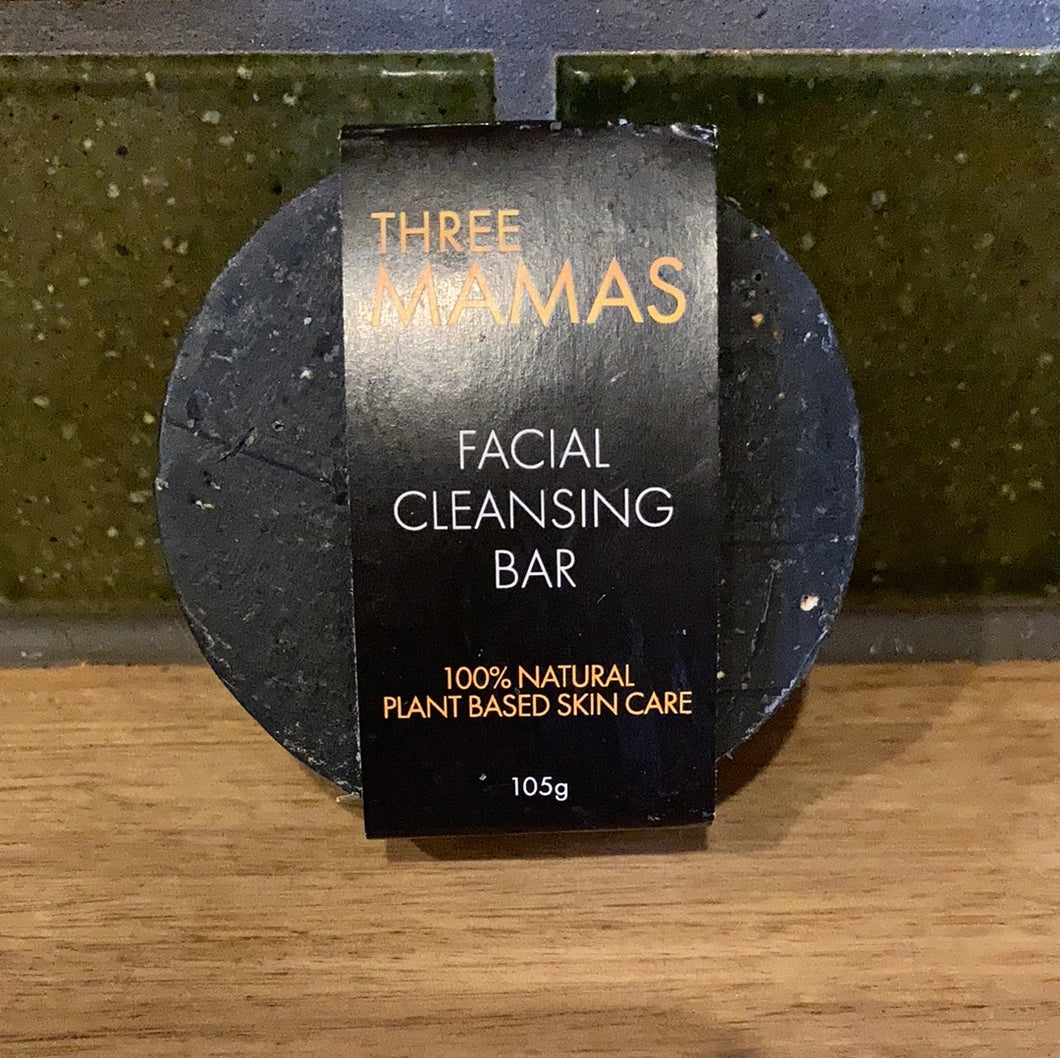 THREE
MAMAS
FACIAL
CLEANSING
BAR
100% NATURAL
PLANT BASED SKIN CARE
105g